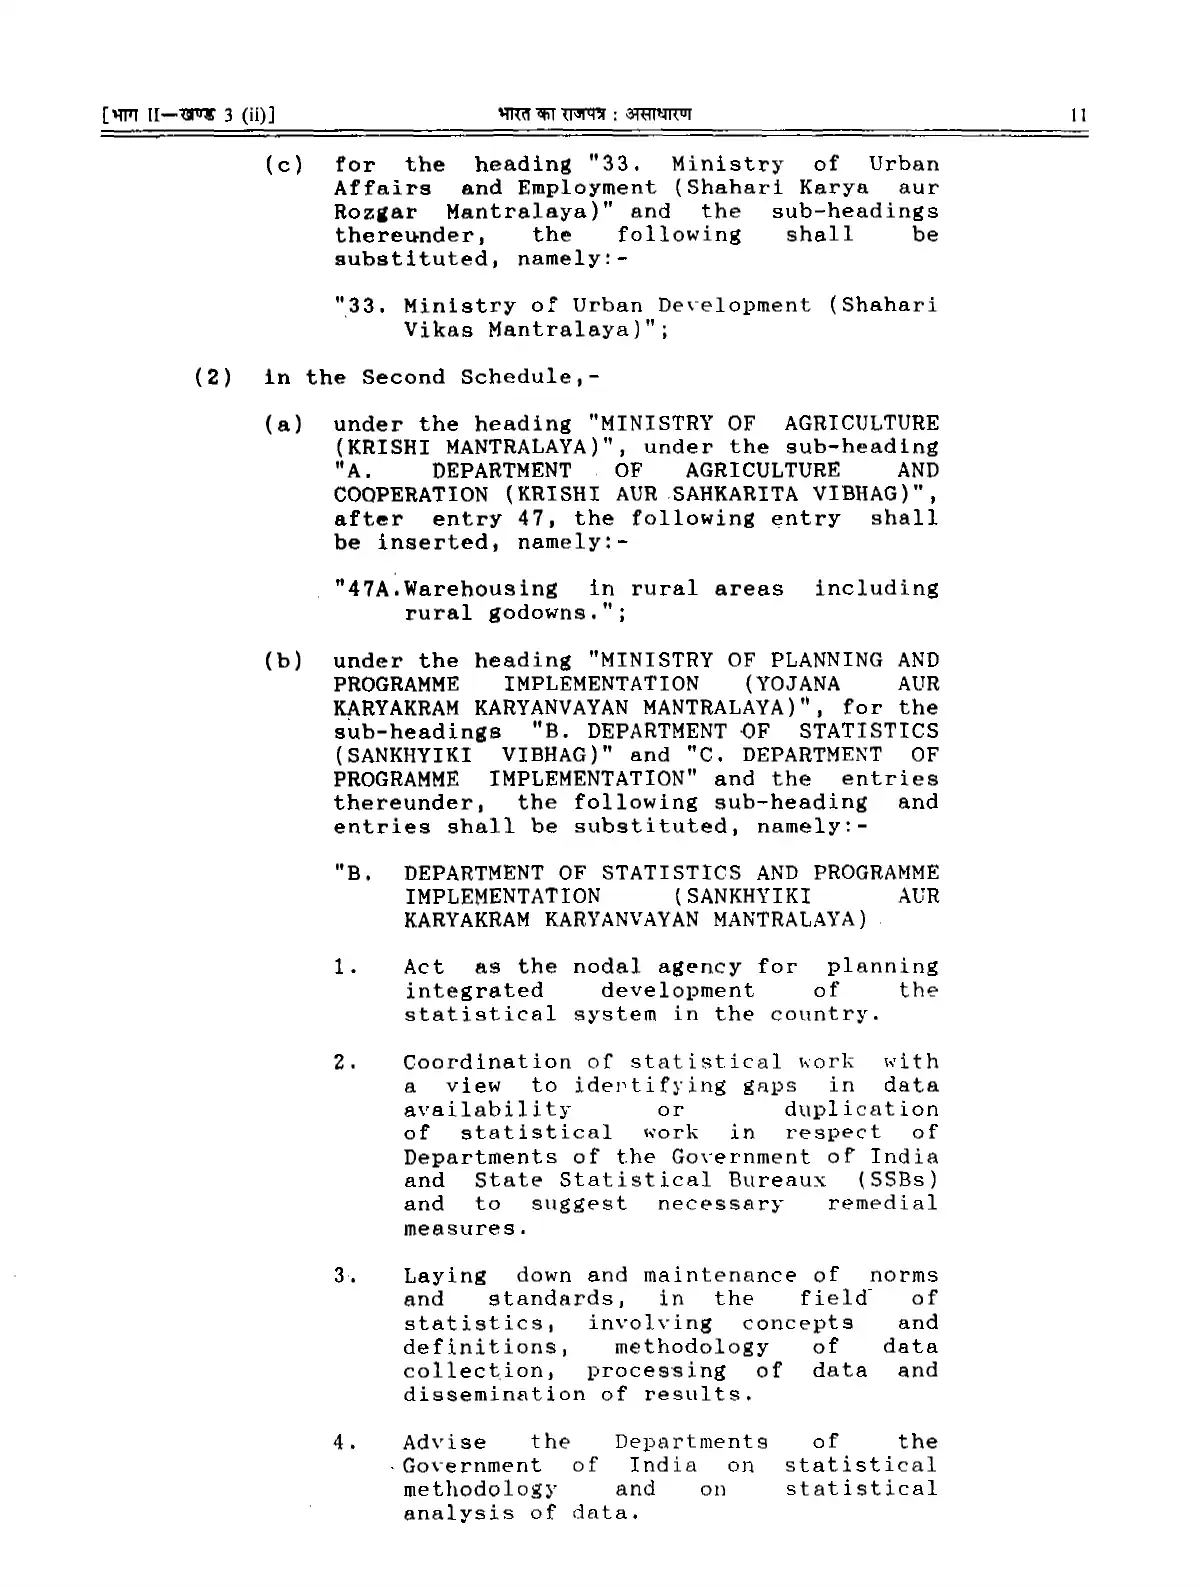 [भाग II—खण्ड 3 (ii)] भारत का राजपत्र : असाधारण 11
(c) for the heading "33. Ministry of Urban
Affairs and Employment (Shahari Karya aur
Rozgar Mantralaya)" and the sub-headings
thereunder, the following shall be
substituted, namely:-
"33. Ministry of Urban Development (Shahari
Vikas Mantralaya)";
(2) in the Second Schedule,-
(a) under the heading "MINISTRY OF AGRICULTURE
(KRISHI MANTRALAYA)", under the sub-heading
"A. DEPARTMENT OF AGRICULTURE AND
COOPERATION (KRISHI AUR SAHKARITA VIBHAG)",
after entry 47, the following entry shall
be inserted, namely:-
"47A.Warehousing in rural areas including
rural godowns.";
(b) under the heading "MINISTRY OF PLANNING AND
PROGRAMME IMPLEMENTATION (YOJANA AUR
KARYAKRAM KARYANVAYAN MANTRALAYA)", for the
sub-headings "B. DEPARTMENT OF STATISTICS
(SANKHYIKI VIBHAG)" and "C. DEPARTMENT OF
PROGRAMME IMPLEMENTATION" and the entries
thereunder, the following sub-heading and
entries shall be substituted, namely:-
"B. DEPARTMENT OF STATISTICS AND PROGRAMME
IMPLEMENTATION (SANKHYIKI AUR
KARYAKRAM KARYANVAYAN MANTRALAYA)
1. Act as the nodal agency for planning
integrated development of the
statistical system in the country.
2. Coordination of statistical work with
a view to identifying gaps in data
availability or duplication
of statistical work in respect of
Departments of the Government of India
and State Statistical Bureaux (SSBs)
and to suggest necessary remedial
measures.
3. Laying down and maintenance of norms
and standards, in the field of
statistics, involving concepts and
definitions, methodology of data
collection, processing of data and
dissemination of results.
4. Advise the Departments of the
Government of India on statistical
methodology and on statistical
analysis of data.